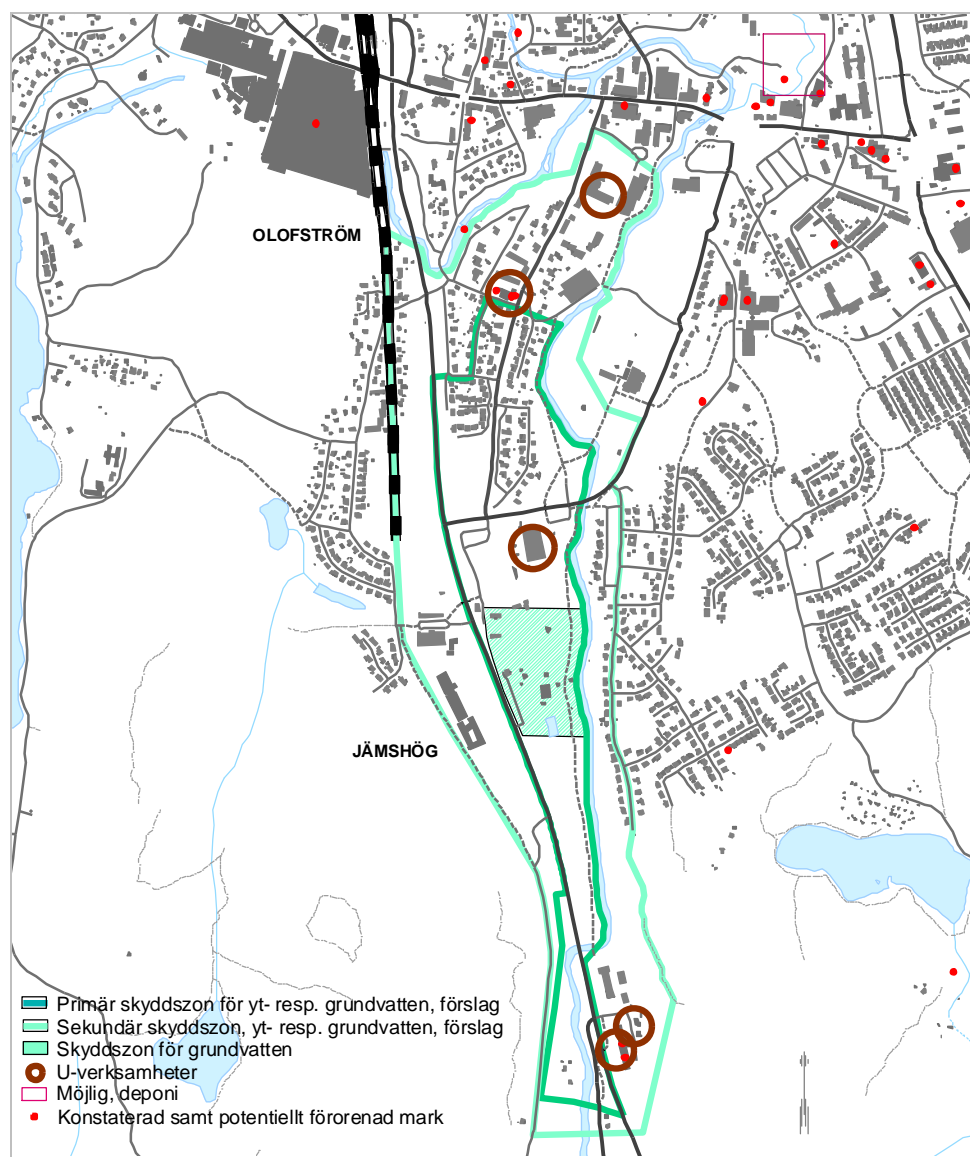 OLOFSTRÖM
JÄMSHÖG
Primär skyddszon för yt- resp. grundvatten, förslag
Sekundär skyddszon, yt- resp. grundvatten, förslag
Skyddszon för grundvatten
U-verksamheter
Möjlig, deponi
Konstaterad samt potentiellt förorenad mark